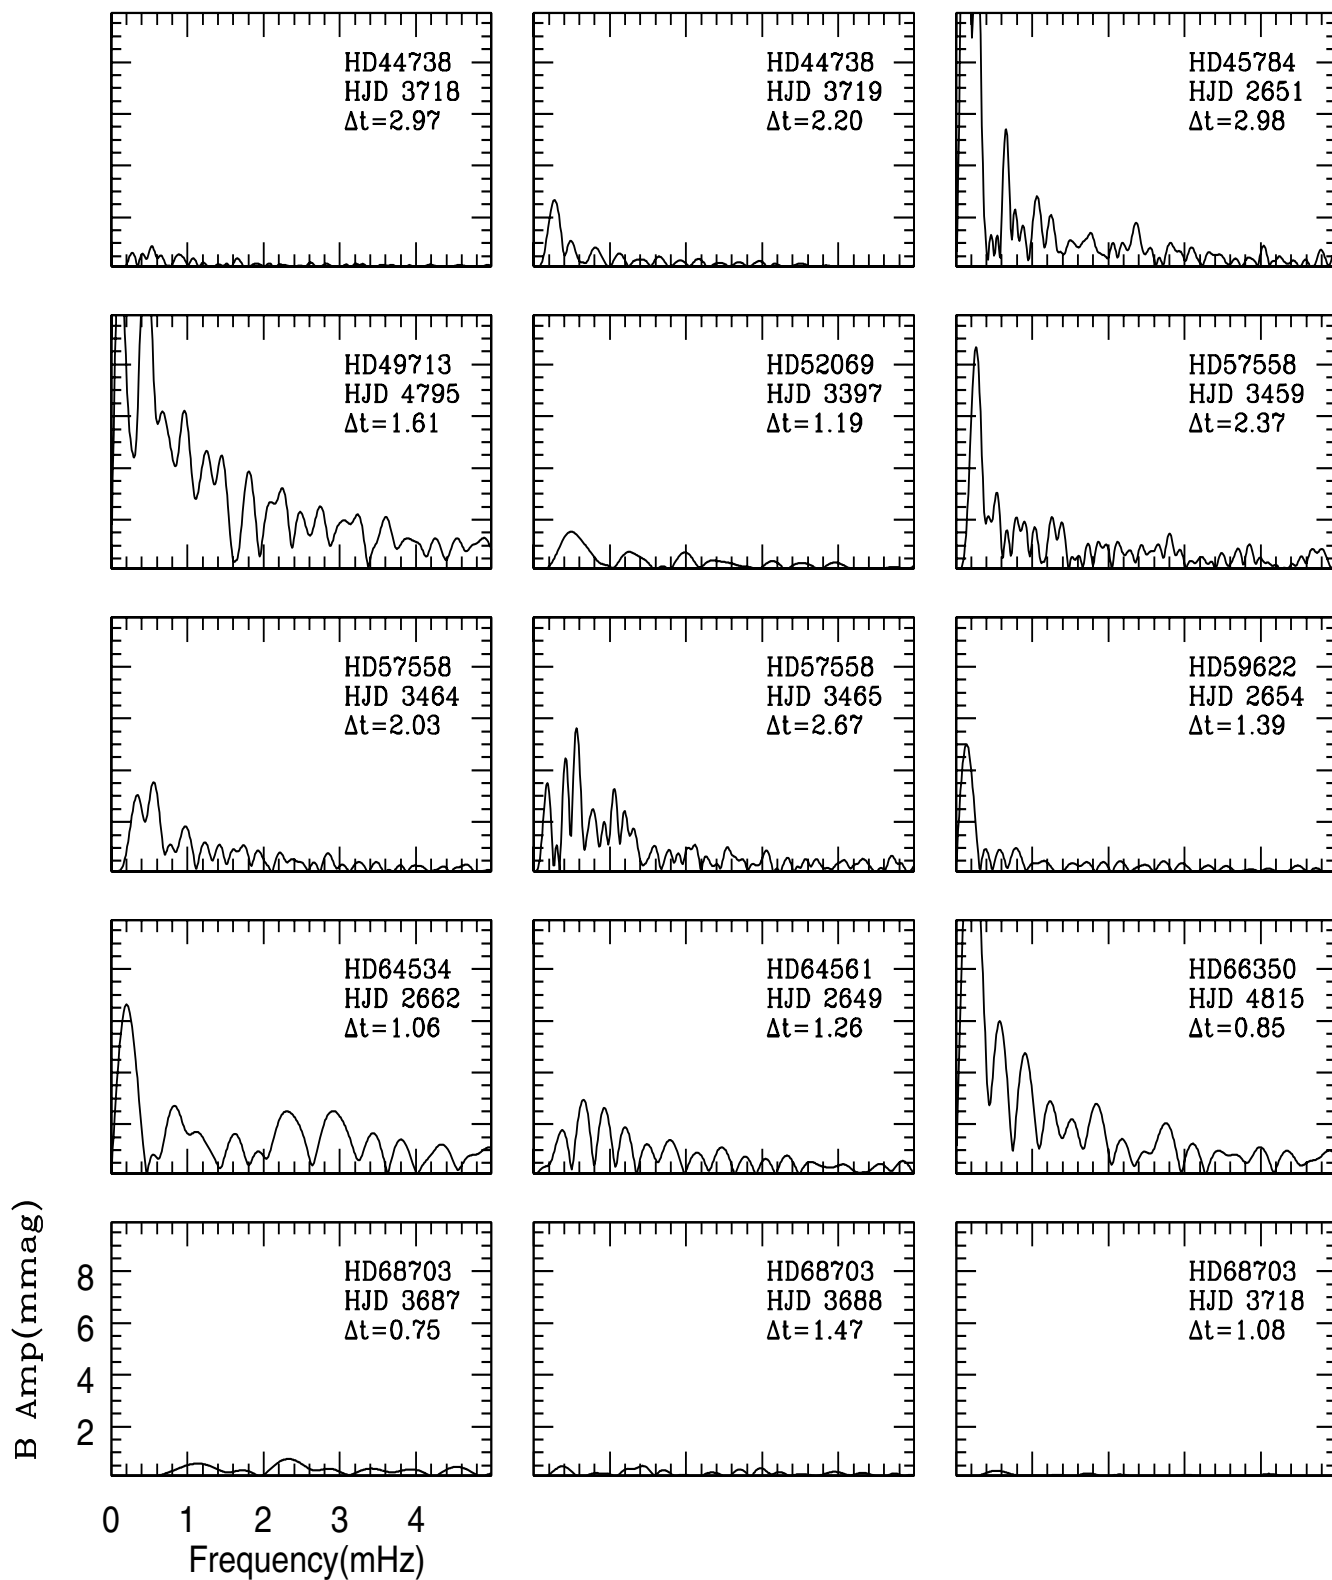 HD44738
HJD 3718
Δt=2.97
HD44738
HJD 3719
Δt=2.20
HD45784
HJD 2651
Δt=2.98
HD49713
HJD 4795
Δt=1.61
HD52069
HJD 3397
Δt=1.19
HD57558
HJD 3459
Δt=2.37
HD57558
HJD 3464
Δt=2.03
HD57558
HJD 3465
Δt=2.67
HD59622
HJD 2654
Δt=1.39
HD64534
HJD 2662
Δt=1.06
HD64561
HJD 2649
Δt=1.26
HD66350
HJD 4815
Δt=0.85
HD68703
HJD 3687
Δt=0.75
HD68703
HJD 3688
Δt=1.47
HD68703
HJD 3718
Δt=1.08
B Amp(mmag)
8
6
4
2
0 1 2 3 4
Frequency(mHz)